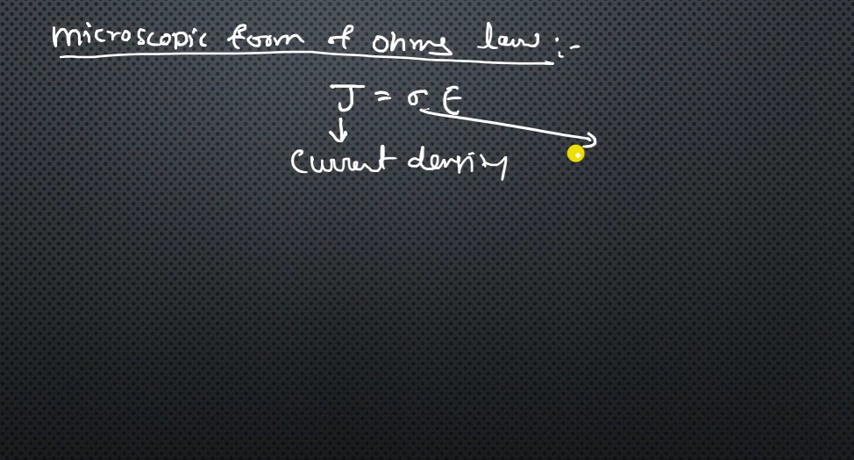 microscopic form of ohms law :-
J = σ E
Current density